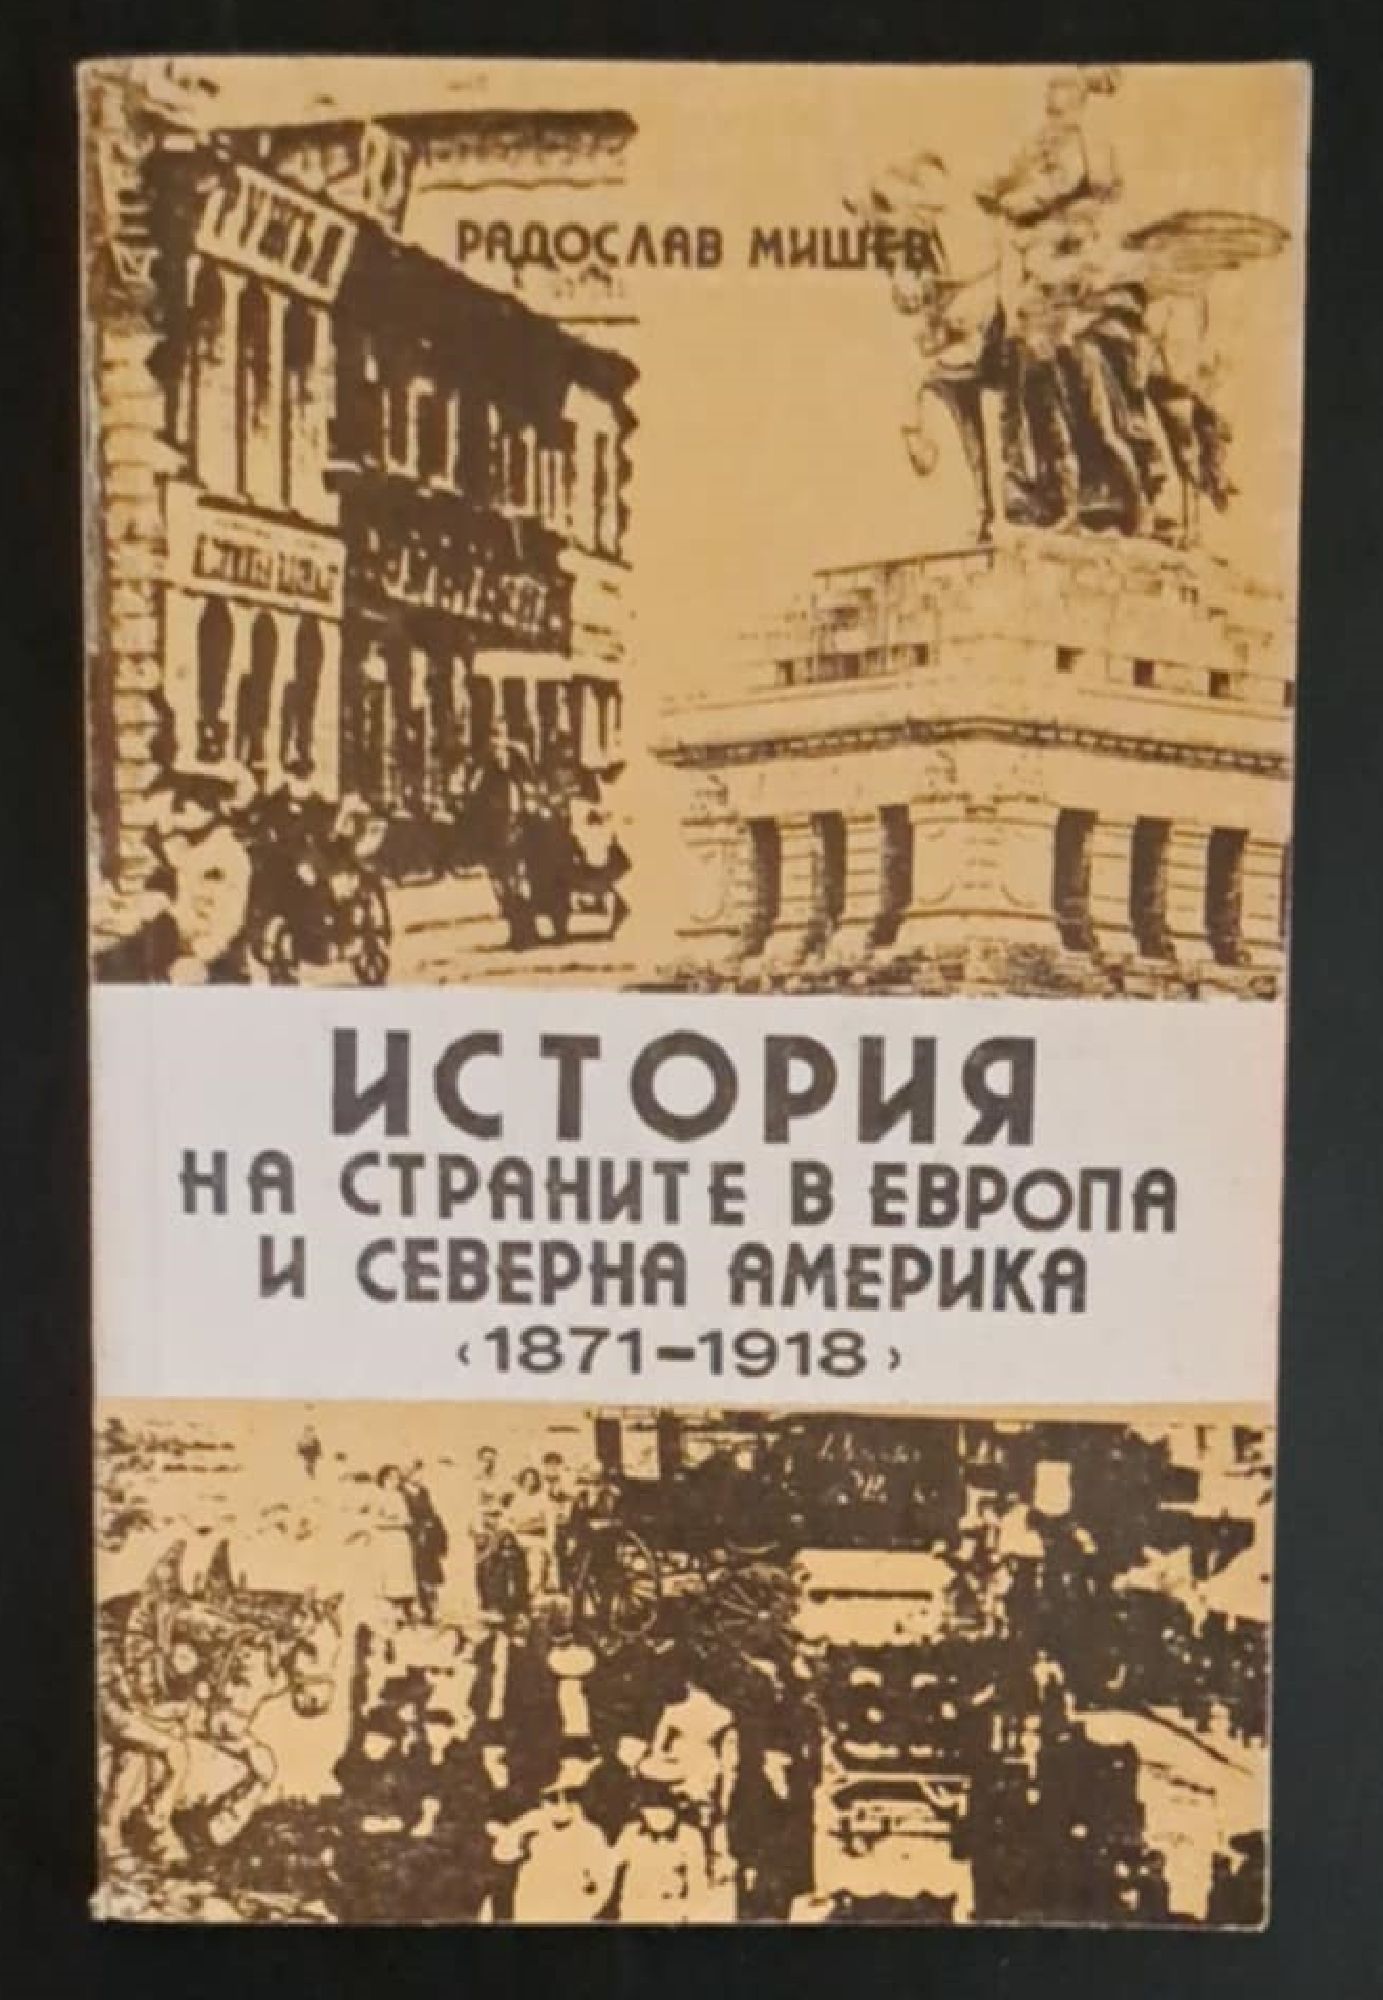 РАДОСЛАВ МИШЕВ
ИСТОРИЯ
НА СТРАНИТЕ В ЕВРОПА
И СЕВЕРНА АМЕРИКА
‹1871–1918›